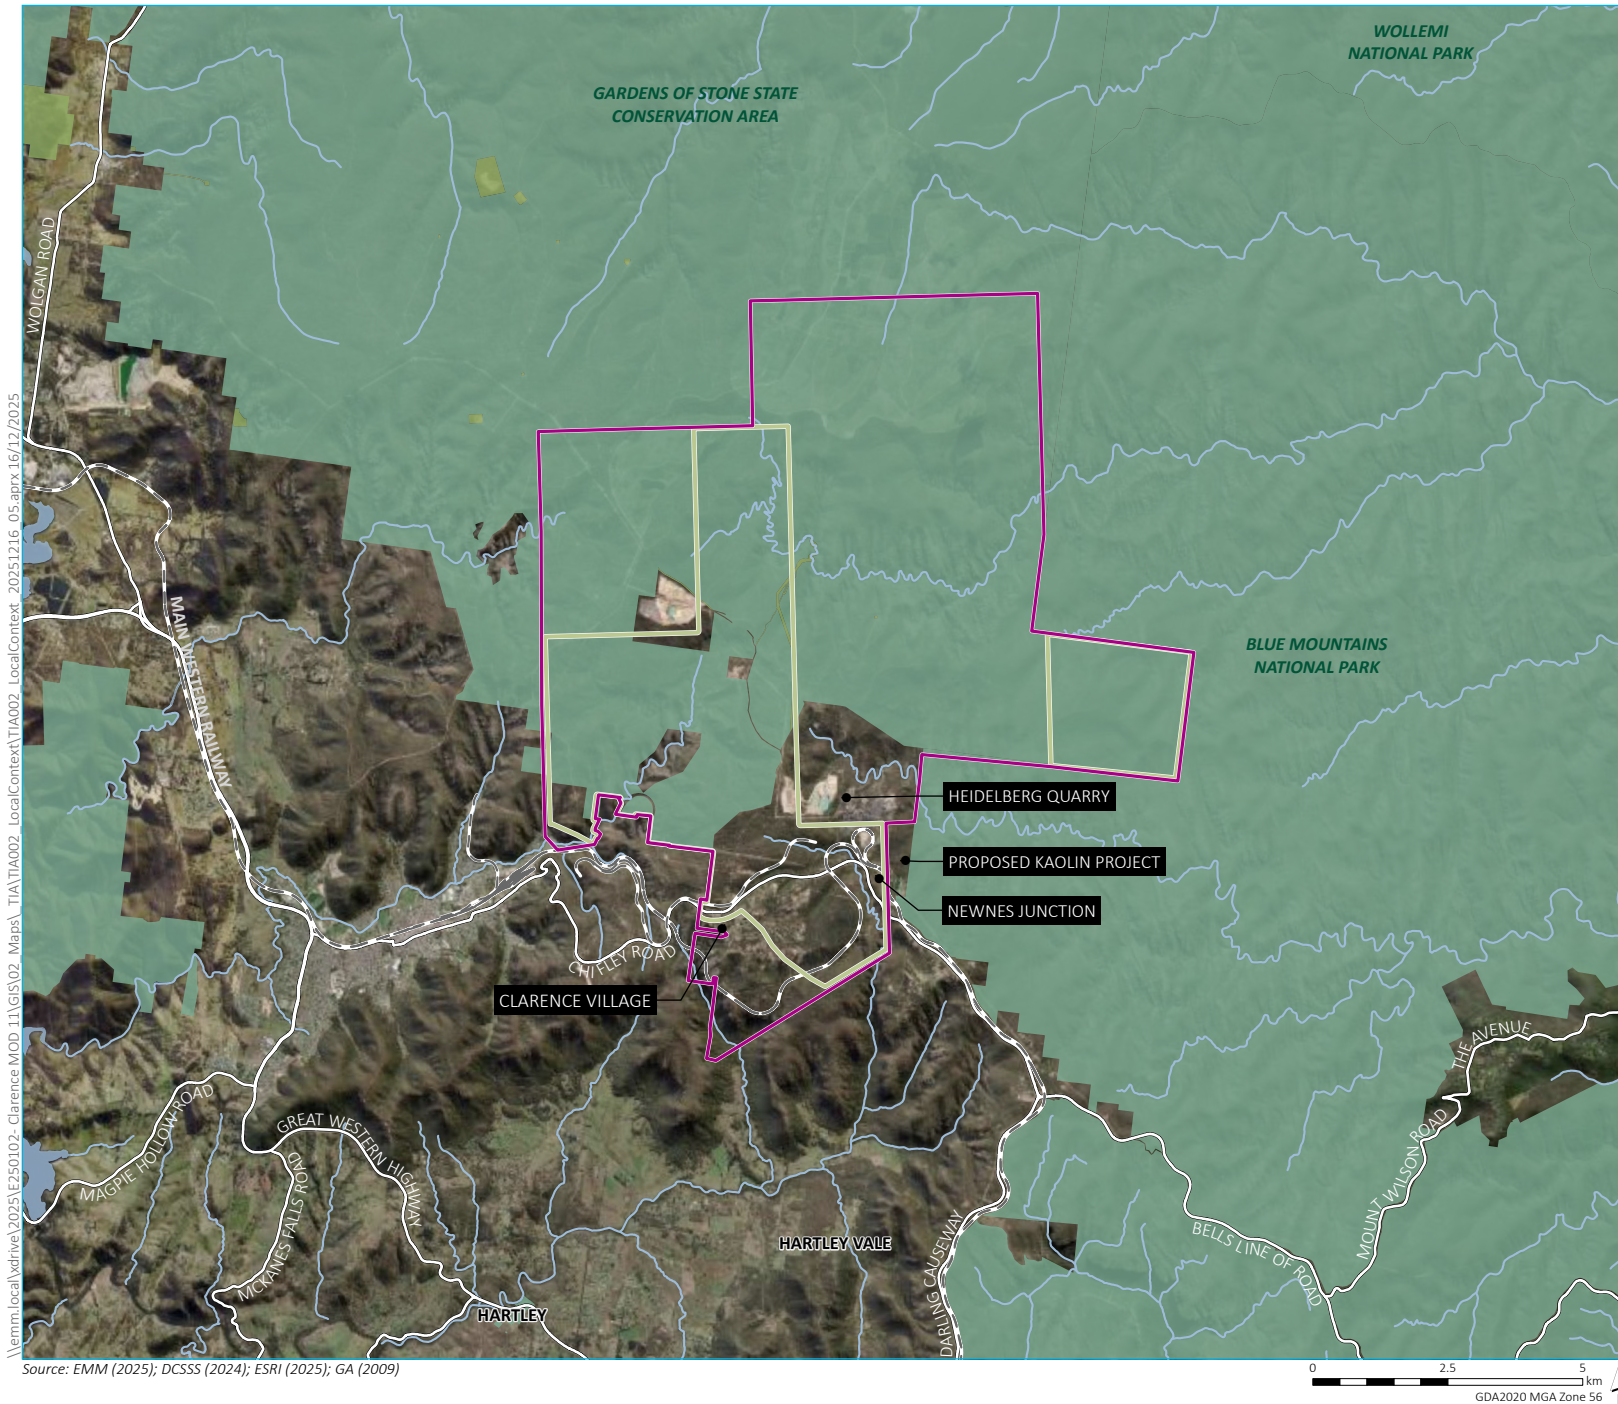 WOLLEMI
NATIONAL PARK
GARDENS OF STONE STATE
CONSERVATION AREA
WOLGAN ROAD
MAIN WESTERN RAILWAY
BLUE MOUNTAINS
NATIONAL PARK
HEIDELBERG QUARRY
PROPOSED KAOLIN PROJECT
NEWNES JUNCTION
CHIFLEY ROAD
CLARENCE VILLAGE
THE AVENUE
MAGPIE HOLLOW ROAD
GREAT WESTERN HIGHWAY
MCKANES FALLS ROAD
MOUNT WILSON ROAD
BELLS LINE OF ROAD
HARTLEY VALE
DARLING CAUSEWAY
HARTLEY
\\emm.local\xdrive\2025\E250102 - Clarence MOD 11\GIS\02_Maps\_TIA\TIA002_LocalContext\TIA002_LocalContext_20251216_05.aprx 16/12/2025
Source: EMM (2025); DCSSS (2024); ESRI (2025); GA (2009)
0 2.5 5
km
GDA2020 MGA Zone 56